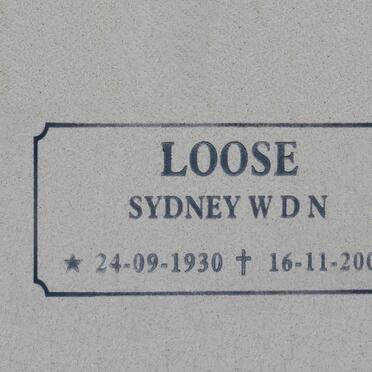 LOOSE
SYDNEY W D N
★ 24-09-1930 ✝ 16-11-200